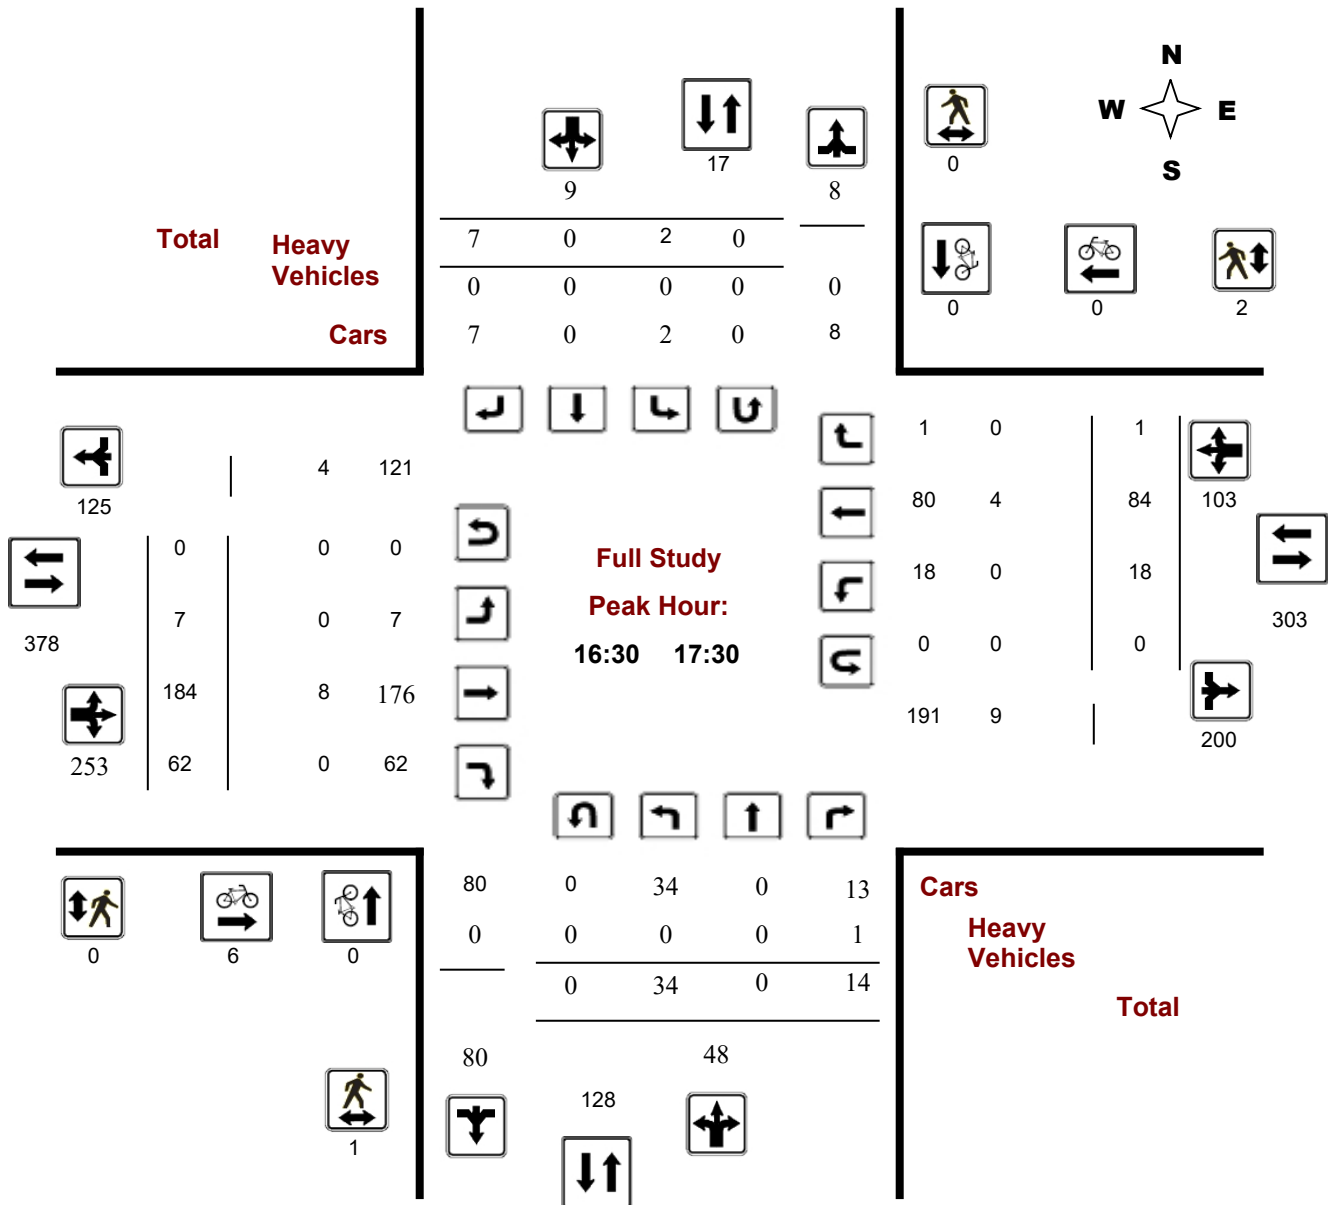 N
W E
S
17
0
9 8
Total Heavy
Vehicles
7 0 2 0
0 0 0 0 0
0 0 2
Cars 7 0 2 0 8
4 121
125
1 0 1
80 4 84 103
0 0 0
Full Study
18 0 18
7 0 7
Peak Hour:
303
378
16:30 17:30
0 0 0
184 8 176
191 9
200
253 62 0 62
80 0 34 0 13
Cars
0 0 0 0 1
Heavy
Vehicles
0 6 0
0 34 0 14
Total
80 48
128
1